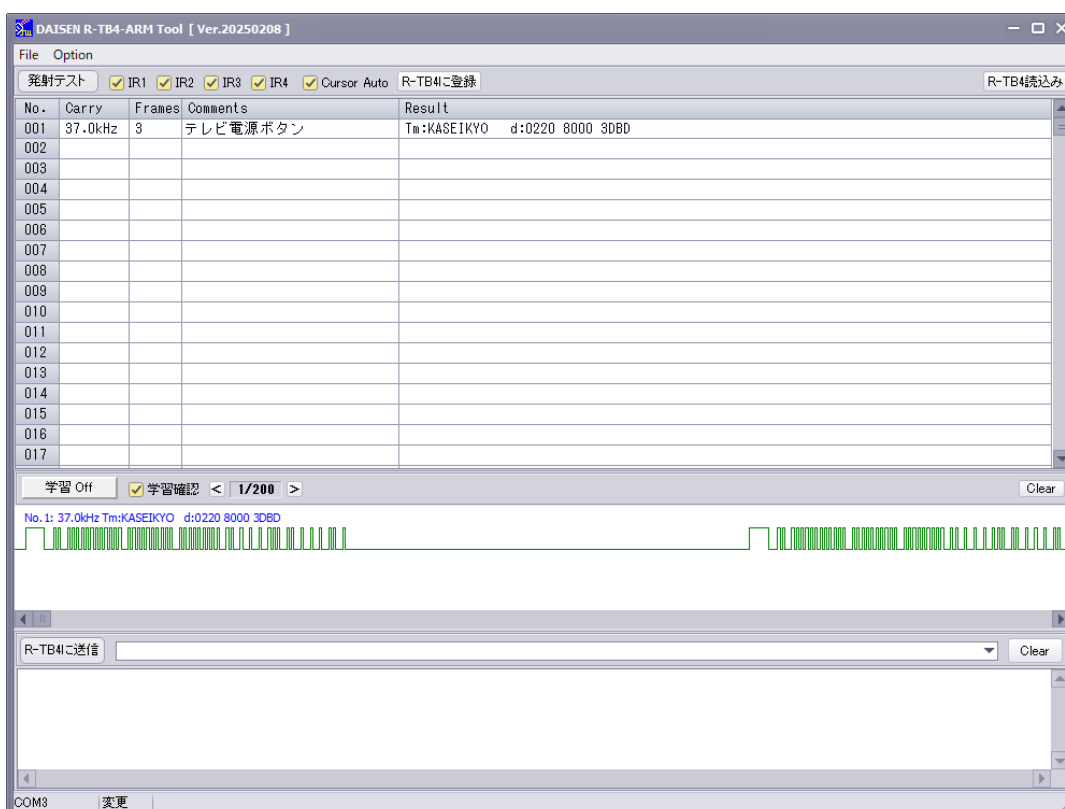 DAISEN R-TB4-ARM Tool [ Ver.20250208 ]
File Option
発射テスト IR1 IR2 IR3 IR4 Cursor Auto R-TB4に登録 R-TB4読込み
No. Carry Frames Comments Result
001 37.0kHz 3 テレビ電源ボタン Tm:KASEIKYO d:0220 8000 3DBD
002
003
004
005
006
007
008
009
010
011
012
013
014
015
016
017
学習 Off 学習確認 < 1/200 > Clear
No.1: 37.0kHz Tm:KASEIKYO d:0220 8000 3DBD
R-TB4に送信 Clear
COM3 変更